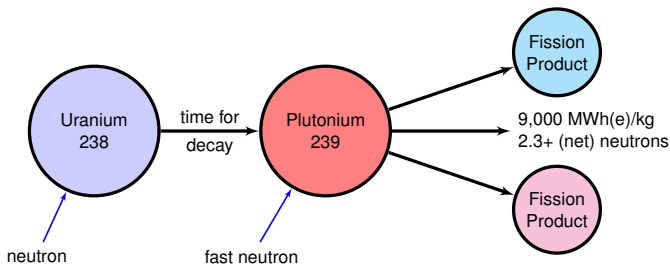 Fission
Product
Uranium
238
time for
decay
Plutonium
239
9,000 MWh(e)/kg
2.3+ (net) neutrons
Fission
Product
neutron
fast neutron